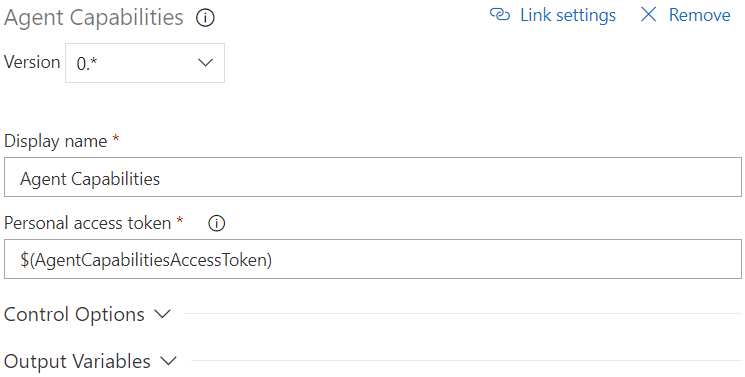 Agent Capabilities Link settings Remove
Version 0.*
Display name *
Agent Capabilities
Personal access token *
$(AgentCapabilitiesAccessToken)
Control Options
Output Variables